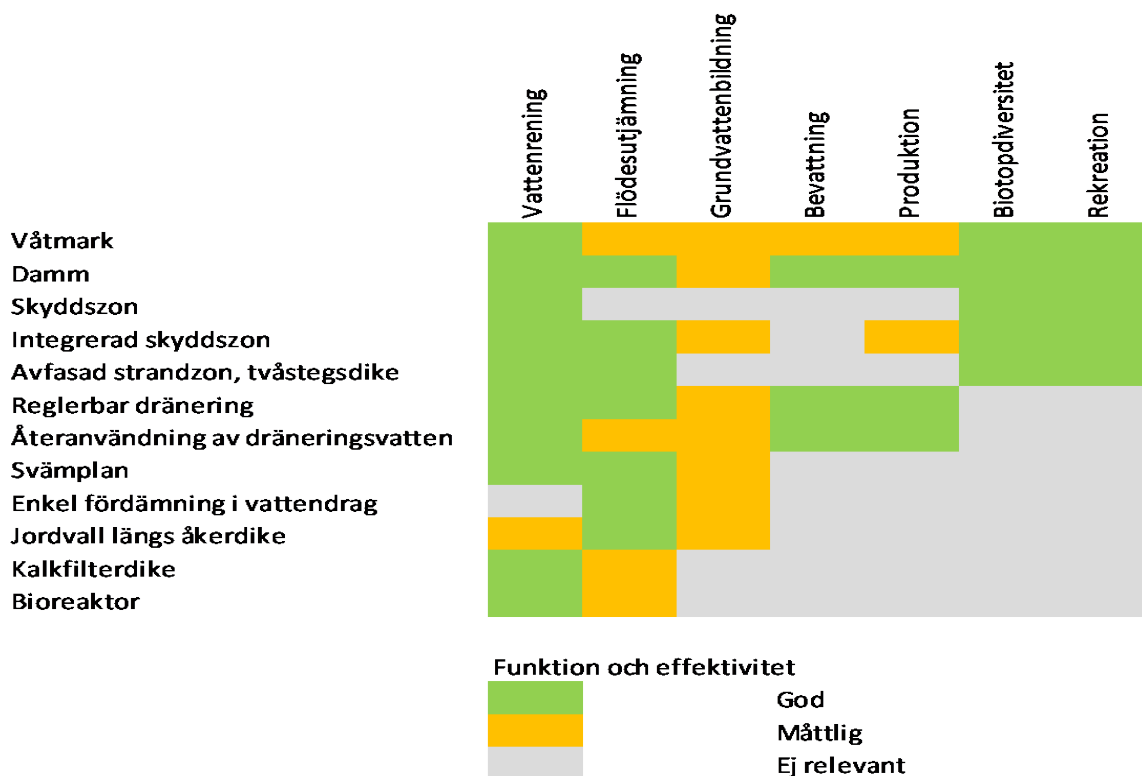 Vattenrening
Flödesutjämning
Grundvattenbildning
Bevattning
Produktion
Biotopdiversitet
Rekreation
Våtmark
Damm
Skyddszon
Integrerad skyddszon
Avfasad strandzon, tvåstegsdike
Reglerbar dränering
Återanvändning av dräneringsvatten
Svämplan
Enkel fördämning i vattendrag
Jordvall längs åkerdike
Kalkfilterdike
Bioreaktor
Funktion och effektivitet
God
Måttlig
Ej relevant